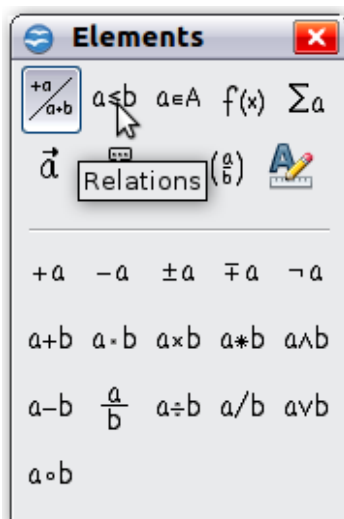 Elements
+a/a+b a≤b a∈A f(x) Σa
a⃗ Relations (a/b) A
+a −a ±a ∓a ¬a
a+b a·b a×b a∗b a∧b
a−b a/b a÷b a/b a∨b
a∘b